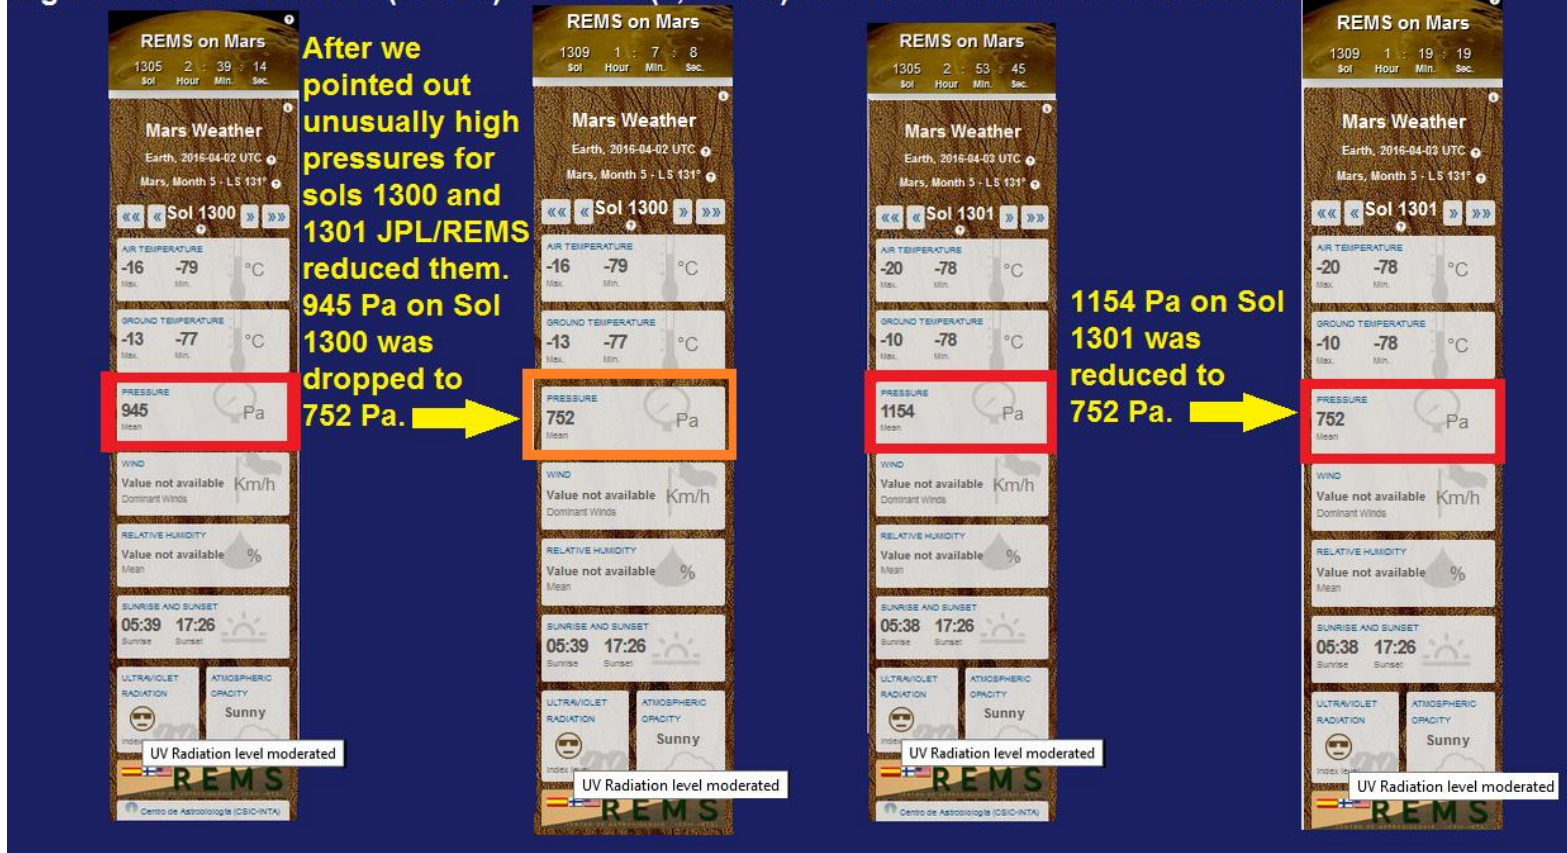 REMS on Mars
1305 2 : 39 : 14
Sol Hour Min. Sec.
Mars Weather
Earth, 2016-04-02 UTC
Mars, Month 5 - LS 131°
«« « Sol 1300 » »»
AIR TEMPERATURE
-16 -79 °C
Max. Min.
GROUND TEMPERATURE
-13 -77 °C
Max. Min.
PRESSURE
945 Pa
Mean
WIND
Value not available Km/h
Dominant Winds
RELATIVE HUMIDITY
Value not available %
Mean
SUNRISE AND SUNSET
05:39 17:26
Sunrise Sunset
ULTRAVIOLET RADIATION
ATMOSPHERIC OPACITY
Sunny
UV Radiation level moderated
REMS
Centro de Astrobiología (CSIC-INTA)
After we
pointed out
unusually high
pressures for
sols 1300 and
1301 JPL/REMS
reduced them.
945 Pa on Sol
1300 was
dropped to
752 Pa.
REMS on Mars
1309 1 : 7 : 8
Sol Hour Min. Sec.
Mars Weather
Earth, 2016-04-02 UTC
Mars, Month 5 - LS 131°
«« « Sol 1300 » »»
AIR TEMPERATURE
-16 -79 °C
Max. Min.
GROUND TEMPERATURE
-13 -77 °C
Max. Min.
PRESSURE
752 Pa
Mean
WIND
Value not available Km/h
Dominant Winds
RELATIVE HUMIDITY
Value not available %
Mean
SUNRISE AND SUNSET
05:39 17:26
Sunrise Sunset
ULTRAVIOLET RADIATION
ATMOSPHERIC OPACITY
Sunny
Index level
UV Radiation level moderated
REMS
REMS on Mars
1305 2 : 53 : 45
Sol Hour Min. Sec.
Mars Weather
Earth, 2016-04-03 UTC
Mars, Month 5 - LS 131°
«« « Sol 1301 » »»
AIR TEMPERATURE
-20 -78 °C
Max. Min.
GROUND TEMPERATURE
-10 -78 °C
Max. Min.
PRESSURE
1154 Pa
Mean
WIND
Value not available Km/h
Dominant Winds
RELATIVE HUMIDITY
Value not available %
Mean
SUNRISE AND SUNSET
05:38 17:26
Sunrise Sunset
ULTRAVIOLET RADIATION
ATMOSPHERIC OPACITY
Sunny
UV Radiation level moderated
REMS
Centro de Astrobiología (CSIC-INTA)
1154 Pa on Sol
1301 was
reduced to
752 Pa.
REMS on Mars
1309 1 : 19 : 19
Sol Hour Min. Sec.
Mars Weather
Earth, 2016-04-03 UTC
Mars, Month 5 - LS 131°
«« « Sol 1301 » »»
AIR TEMPERATURE
-20 -78 °C
Max. Min.
GROUND TEMPERATURE
-10 -78 °C
Max. Min.
PRESSURE
752 Pa
Mean
WIND
Value not available Km/h
Dominant Winds
RELATIVE HUMIDITY
Value not available %
Mean
SUNRISE AND SUNSET
05:38 17:26
Sunrise Sunset
ULTRAVIOLET RADIATION
ATMOSPHERIC OPACITY
Sunny
Index level
UV Radiation level moderated
REMS